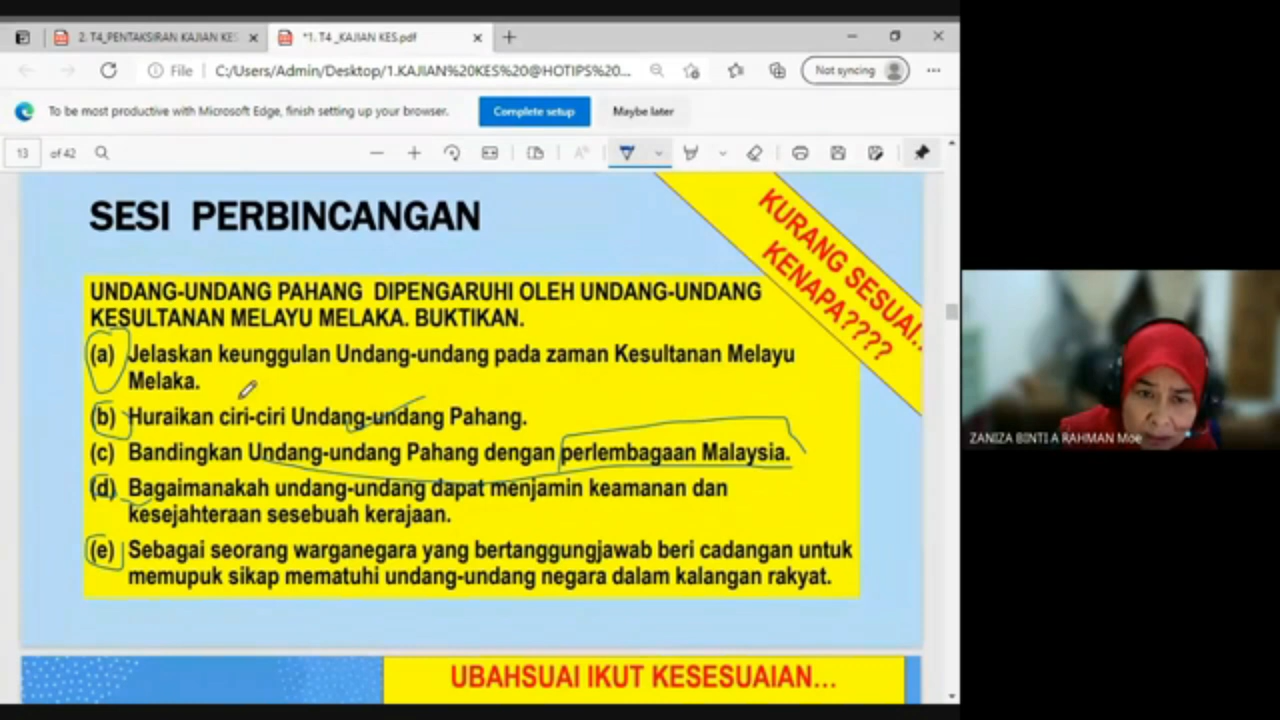 2. T4_PENTAKSIRAN KAJIAN KE
*1. T4 _KAJIAN KES.pdf
File
C:/Users/Admin/Desktop/1.KAJIAN%20KES%20@HOTIPS%20...
Not syncing
To be most productive with Microsoft Edge, finish setting up your browser.
Complete setup
Maybe later
13
of 42
SESI PERBINCANGAN
KURANG SESUAI..
KENAPA????
UNDANG-UNDANG PAHANG DIPENGARUHI OLEH UNDANG-UNDANG
KESULTANAN MELAYU MELAKA. BUKTIKAN.
(a) Jelaskan keunggulan Undang-undang pada zaman Kesultanan Melayu
Melaka.
(b) Huraikan ciri-ciri Undang-undang Pahang.
(c) Bandingkan Undang-undang Pahang dengan perlembagaan Malaysia.
(d) Bagaimanakah undang-undang dapat menjamin keamanan dan
kesejahteraan sesebuah kerajaan.
(e) Sebagai seorang warganegara yang bertanggungjawab beri cadangan untuk
memupuk sikap mematuhi undang-undang negara dalam kalangan rakyat.
UBAHSUAI IKUT KESESUAIAN...
ZANIZA BINTI A RAHMAN Moe